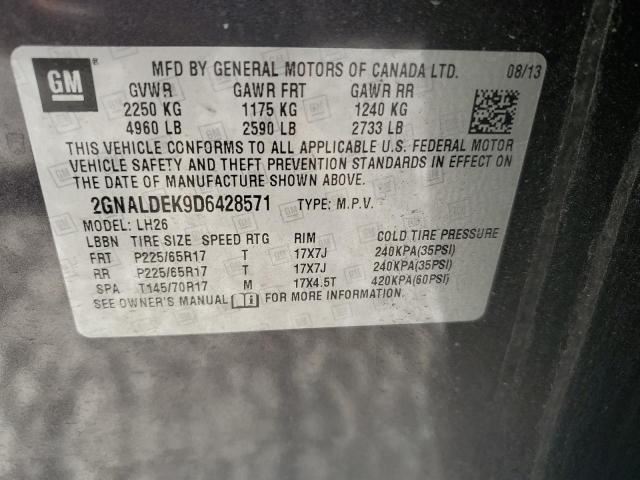 GM
MFD BY GENERAL MOTORS OF CANADA LTD. 08/13
GVWR GAWR FRT GAWR RR
2250 KG 1175 KG 1240 KG
4960 LB 2590 LB 2733 LB
THIS VEHICLE CONFORMS TO ALL APPLICABLE U.S. FEDERAL MOTOR
VEHICLE SAFETY AND THEFT PREVENTION STANDARDS IN EFFECT ON
THE DATE OF MANUFACTURE SHOWN ABOVE.
2GNALDEK9D6428571 TYPE: M.P.V.
MODEL: LH26
LBBN TIRE SIZE SPEED RTG RIM COLD TIRE PRESSURE
FRT P225/65R17 T 17X7J 240KPA(35PSI)
RR P225/65R17 T 17X7J 240KPA(35PSI)
SPA T145/70R17 M 17X4.5T 420KPA(60PSI)
SEE OWNER'S MANUAL FOR MORE INFORMATION.